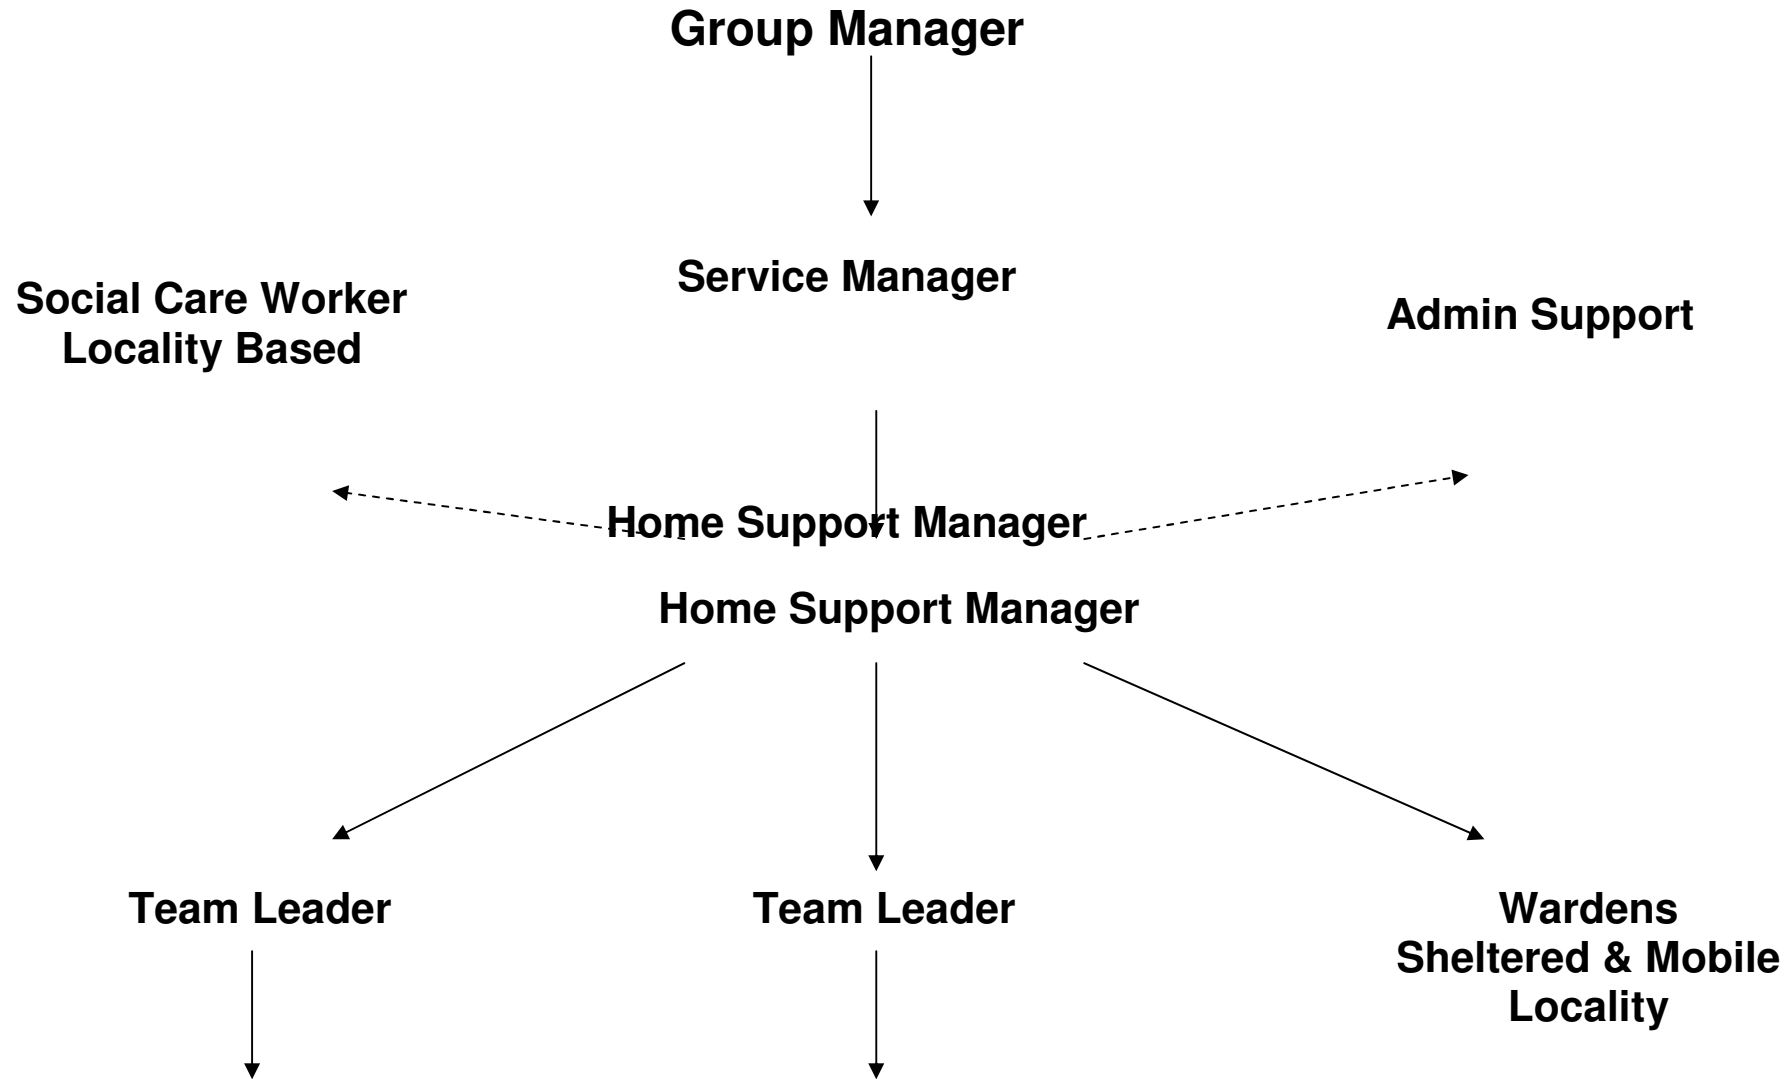 Group Manager
Service Manager
Social Care Worker
Locality Based
Admin Support
Home Support Manager
Home Support Manager
Team Leader
Team Leader
Wardens
Sheltered & Mobile
Locality